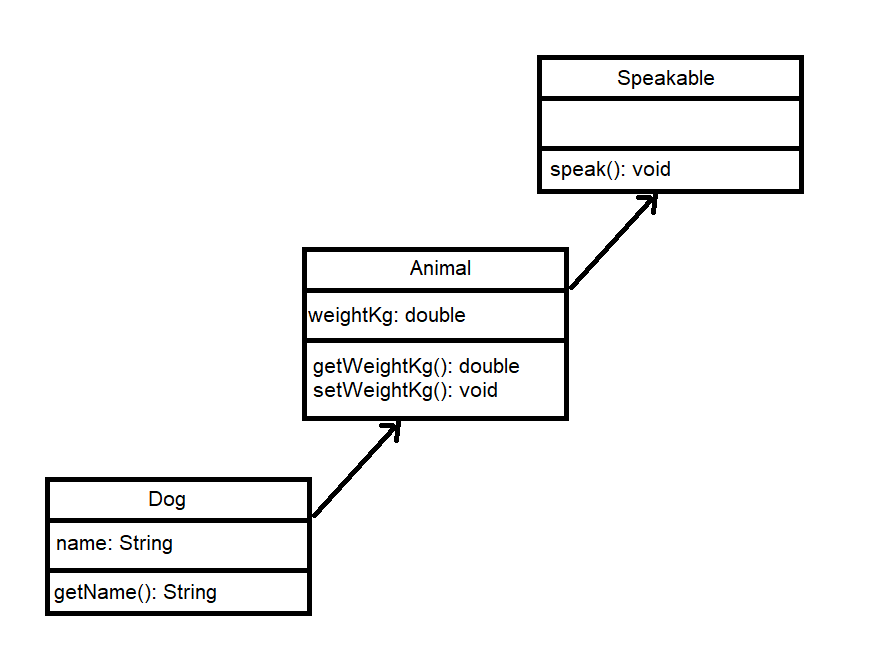 Speakable
speak(): void
Animal
weightKg: double
getWeightKg(): double
setWeightKg(): void
Dog
name: String
getName(): String